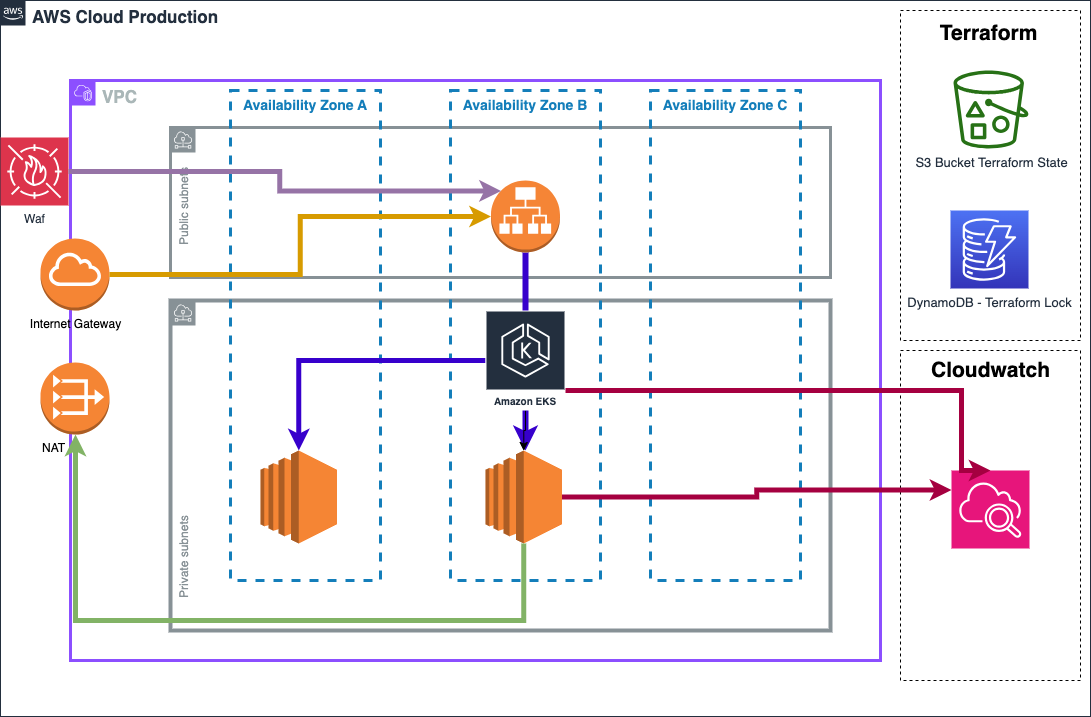 aws
AWS Cloud Production
Terraform
S3 Bucket Terraform State
DynamoDB - Terraform Lock
Cloudwatch
VPC
Availability Zone A
Availability Zone B
Availability Zone C
Public subnets
Waf
Internet Gateway
NAT
K
Amazon EKS
Private subnets